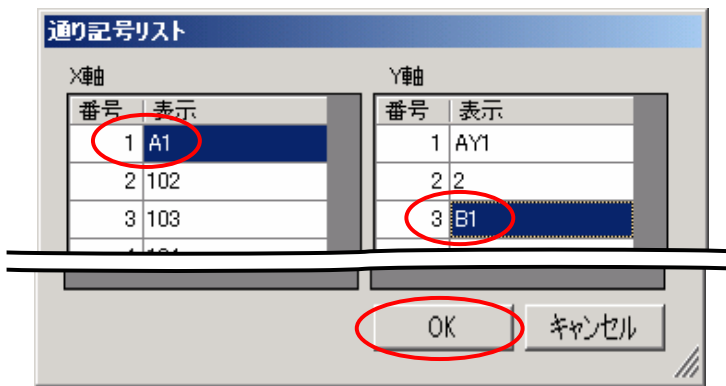 通り記号リスト
X軸
番号 表示
1 A1
2 102
3 103
Y軸
番号 表示
1 AY1
2 2
3 B1
OK
キャンセル